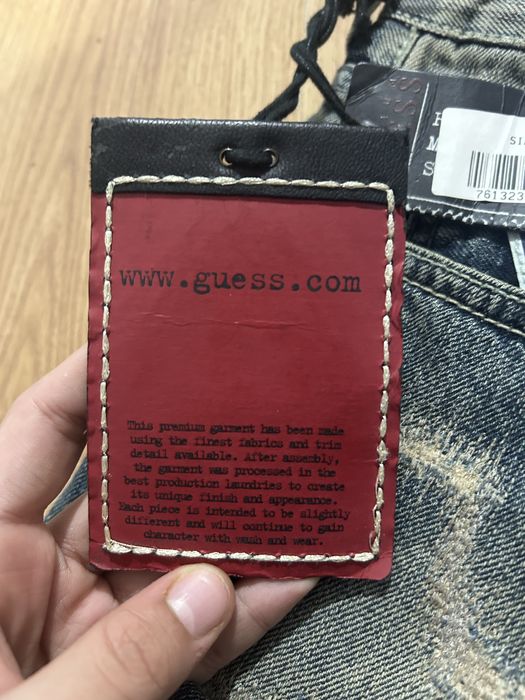 www.guess.com
This premium garment has been made
using the finest fabrics and trim
detail available. After assembly,
the garment was processed in the
best production laundries to create
its unique finish and appearance.
Each piece is intended to be slightly
different and will continue to gain
character with wash and wear.
761323